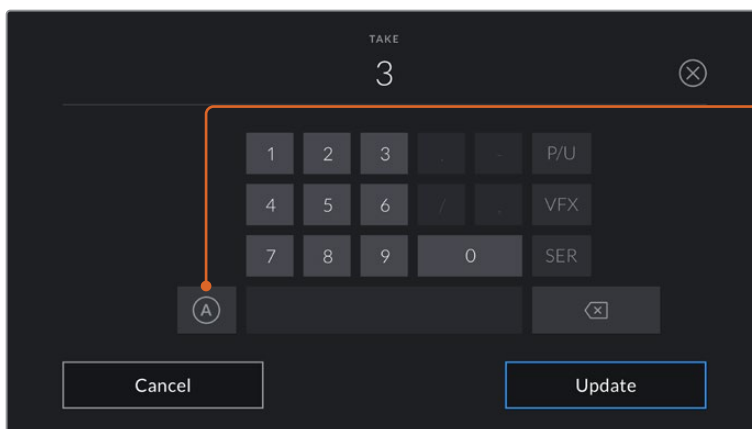 TAKE
3
1 2 3 . - P/U
4 5 6 / , VFX
7 8 9 0 SER
A
Cancel Update